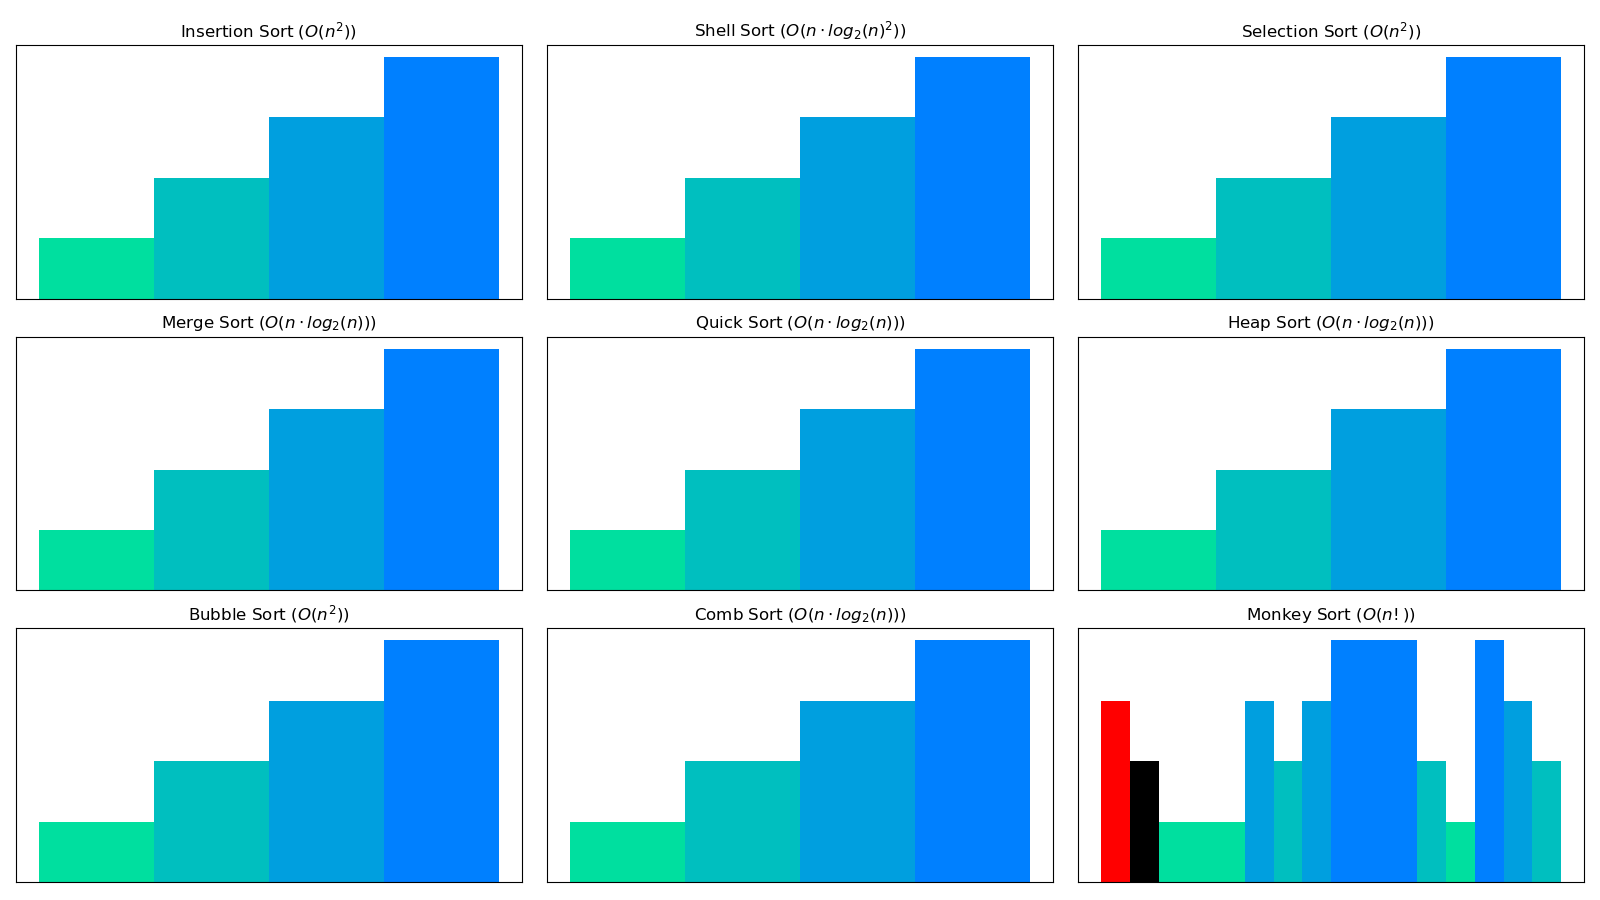 Insertion Sort (O(n²))
Shell Sort (O(n · log₂(n)²))
Selection Sort (O(n²))
Merge Sort (O(n · log₂(n)))
Quick Sort (O(n · log₂(n)))
Heap Sort (O(n · log₂(n)))
Bubble Sort (O(n²))
Comb Sort (O(n · log₂(n)))
Monkey Sort (O(n!))